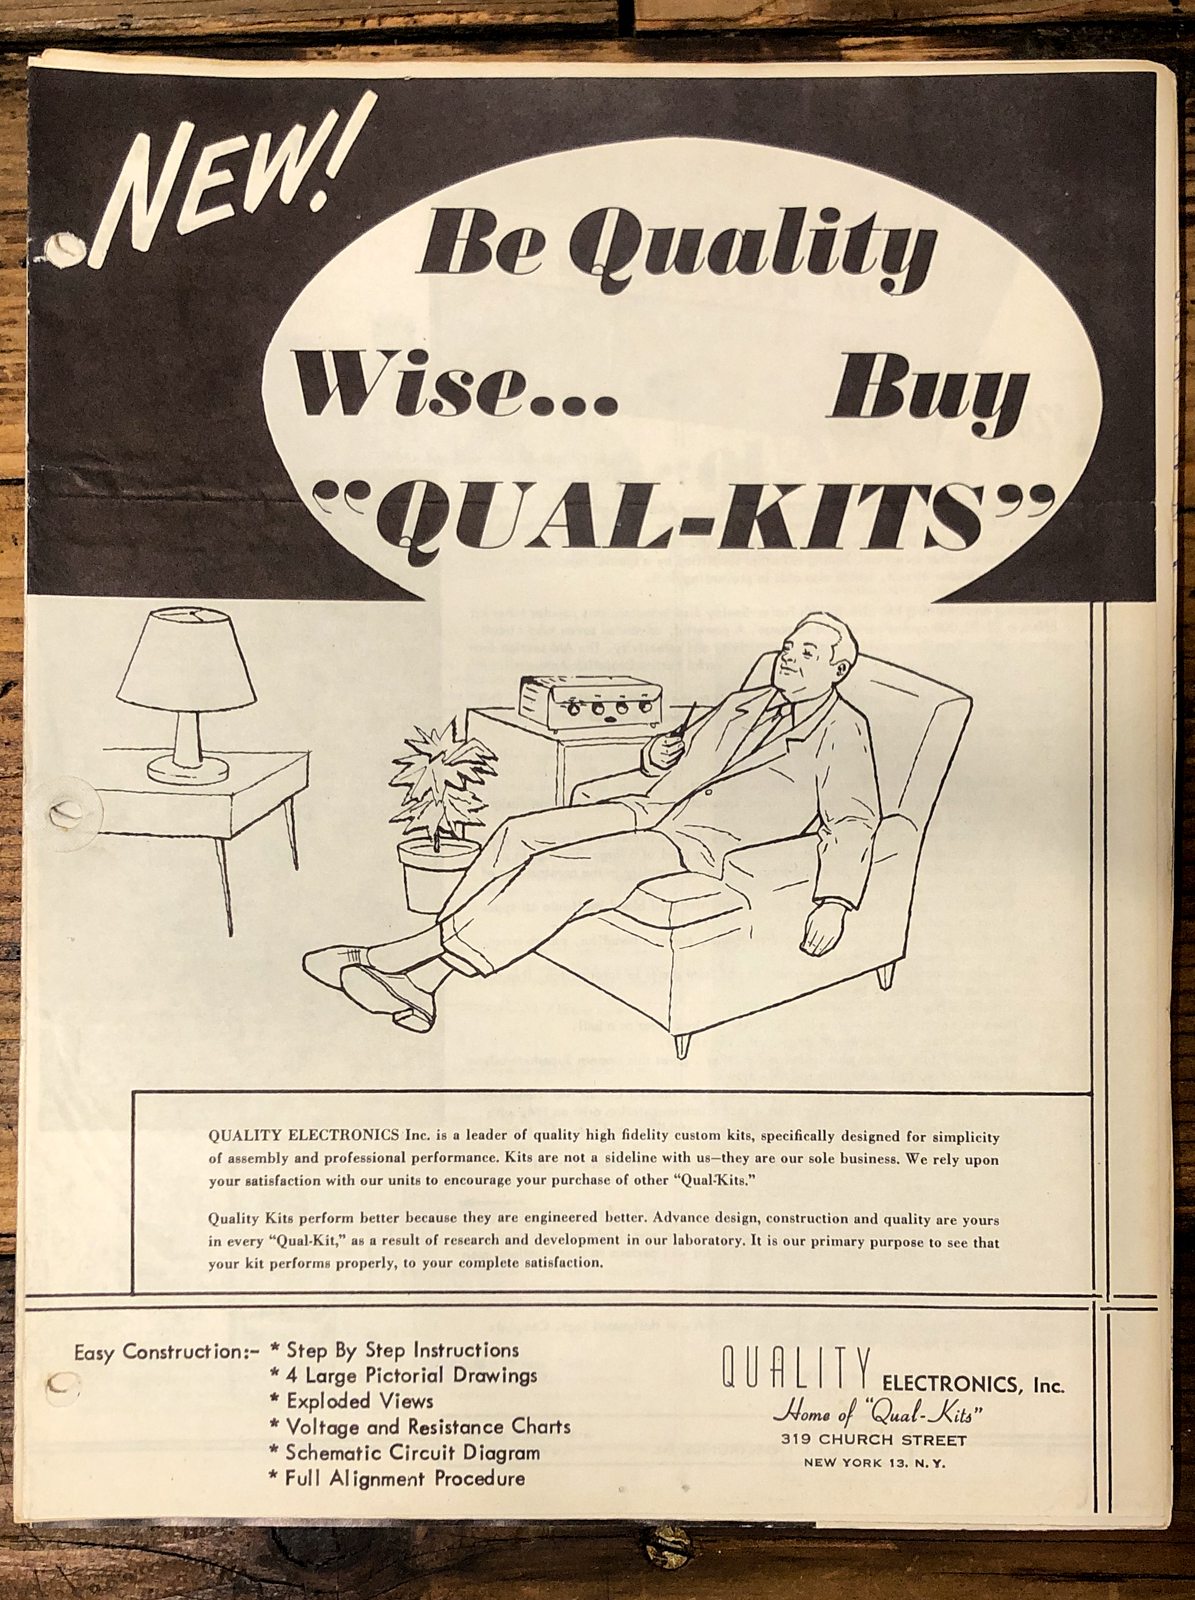 NEW!
Be Quality
Wise... Buy
“QUAL-KITS”
QUALITY ELECTRONICS Inc. is a leader of quality high fidelity custom kits, specifically designed for simplicity
of assembly and professional performance. Kits are not a sideline with us—they are our sole business. We rely upon
your satisfaction with our units to encourage your purchase of other “Qual-Kits.”
Quality Kits perform better because they are engineered better. Advance design, construction and quality are yours
in every “Qual-Kit,” as a result of research and development in our laboratory. It is our primary purpose to see that
your kit performs properly, to your complete satisfaction.
Easy Construction:- * Step By Step Instructions
* 4 Large Pictorial Drawings
* Exploded Views
* Voltage and Resistance Charts
* Schematic Circuit Diagram
* Full Alignment Procedure
QUALITY ELECTRONICS, Inc.
Home of “Qual-Kits”
319 CHURCH STREET
NEW YORK 13, N. Y.